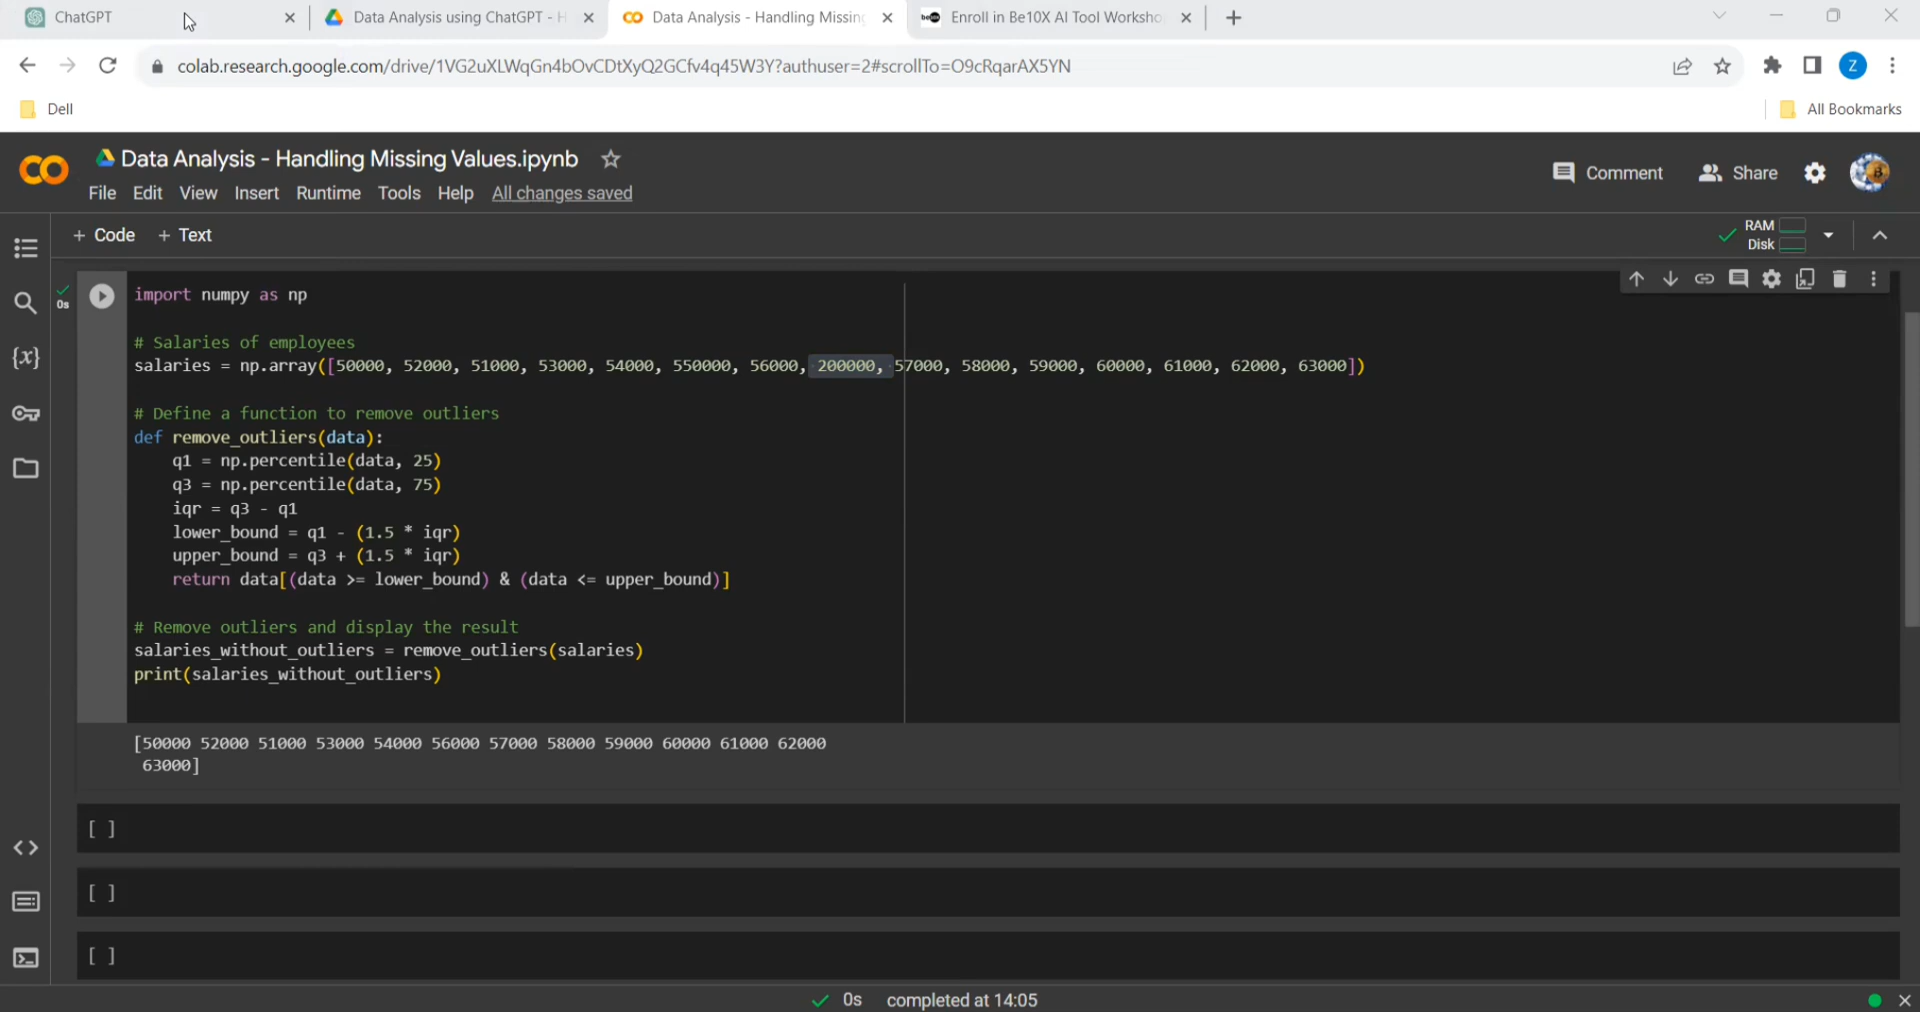 ChatGPT
Data Analysis using ChatGPT - H
Data Analysis - Handling Missing
be10x Enroll in Be10X AI Tool Workshop
colab.research.google.com/drive/1VG2uXLWqGn4bOvCDtXyQ2GCfv4q45W3Y?authuser=2#scrollTo=O9cRqarAX5YN
Z
Dell
All Bookmarks
CO Data Analysis - Handling Missing Values.ipynb
Comment Share
File Edit View Insert Runtime Tools Help All changes saved
+ Code + Text
RAM
Disk
0s
import numpy as np
# Salaries of employees
salaries = np.array([50000, 52000, 51000, 53000, 54000, 550000, 56000, 200000, 57000, 58000, 59000, 60000, 61000, 62000, 63000])
# Define a function to remove outliers
def remove_outliers(data):
q1 = np.percentile(data, 25)
q3 = np.percentile(data, 75)
iqr = q3 - q1
lower_bound = q1 - (1.5 * iqr)
upper_bound = q3 + (1.5 * iqr)
return data[(data >= lower_bound) & (data <= upper_bound)]
# Remove outliers and display the result
salaries_without_outliers = remove_outliers(salaries)
print(salaries_without_outliers)
[50000 52000 51000 53000 54000 56000 57000 58000 59000 60000 61000 62000
63000]
[ ]
[ ]
[ ]
{x}
0s completed at 14:05